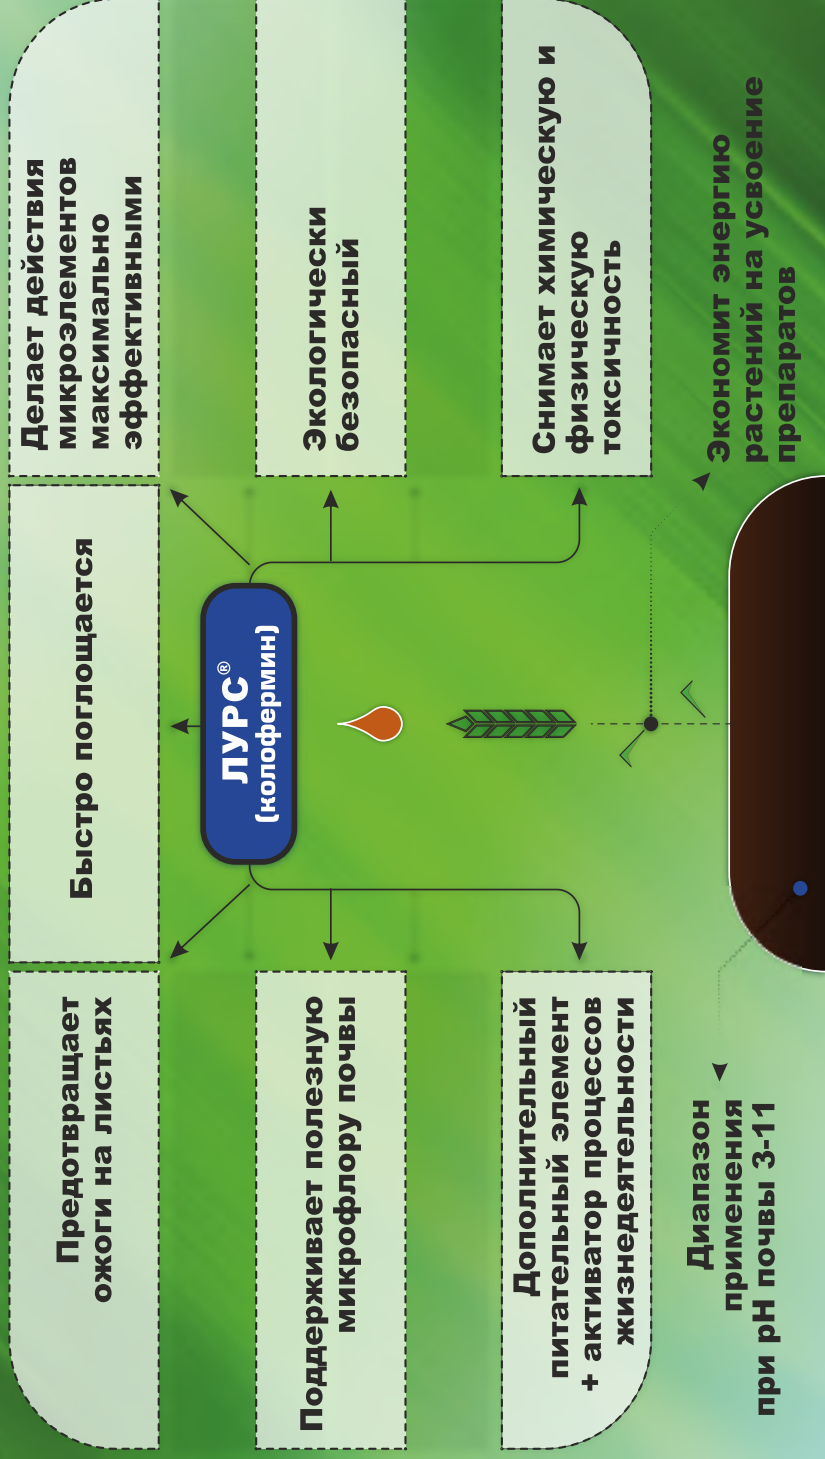 Предотвращает
ожоги на листьях
Быстро поглощается
Делает действия
микроэлементов
максимально
эффективными
ЛУРС®
(колофермин)
Поддерживает полезную
микрофлору почвы
Экологически
безопасный
Дополнительный
питательный элемент
+ активатор процессов
жизнедеятельности
Снимает химическую и
физическую
токсичность
Диапазон
применения
при pH почвы 3-11
Экономит энергию
растений на усвоение
препаратов